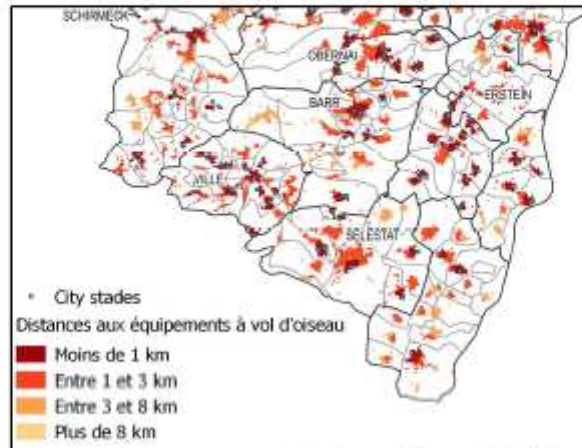 SCHIRMECK
OBERNAI
BARR
ERSTEIN
VILLE
SELESTAT
City stades
Distances aux équipements à vol d'oiseau
Moins de 1 km
Entre 1 et 3 km
Entre 3 et 8 km
Plus de 8 km